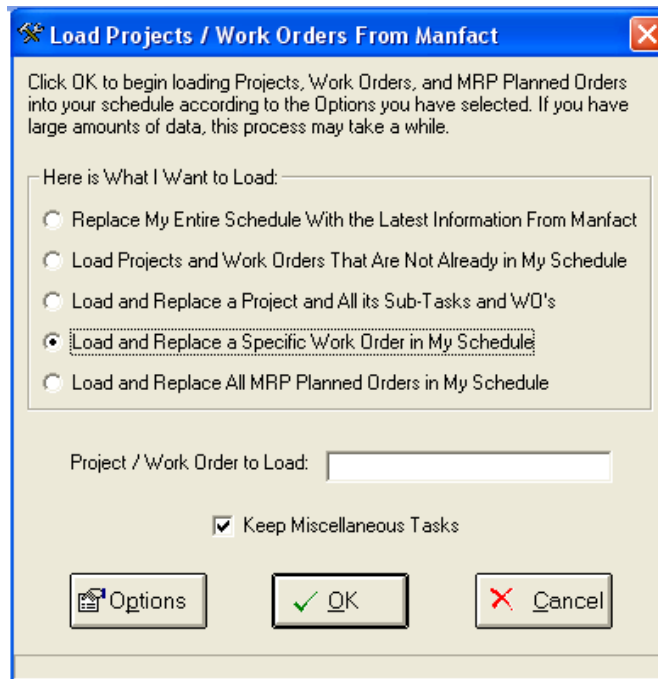 Load Projects / Work Orders From Manfact
Click OK to begin loading Projects, Work Orders, and MRP Planned Orders
into your schedule according to the Options you have selected. If you have
large amounts of data, this process may take a while.
Here is What I Want to Load:
Replace My Entire Schedule With the Latest Information From Manfact
Load Projects and Work Orders That Are Not Already in My Schedule
Load and Replace a Project and All its Sub-Tasks and WO's
Load and Replace a Specific Work Order in My Schedule
Load and Replace All MRP Planned Orders in My Schedule
Project / Work Order to Load:
Keep Miscellaneous Tasks
Options OK Cancel